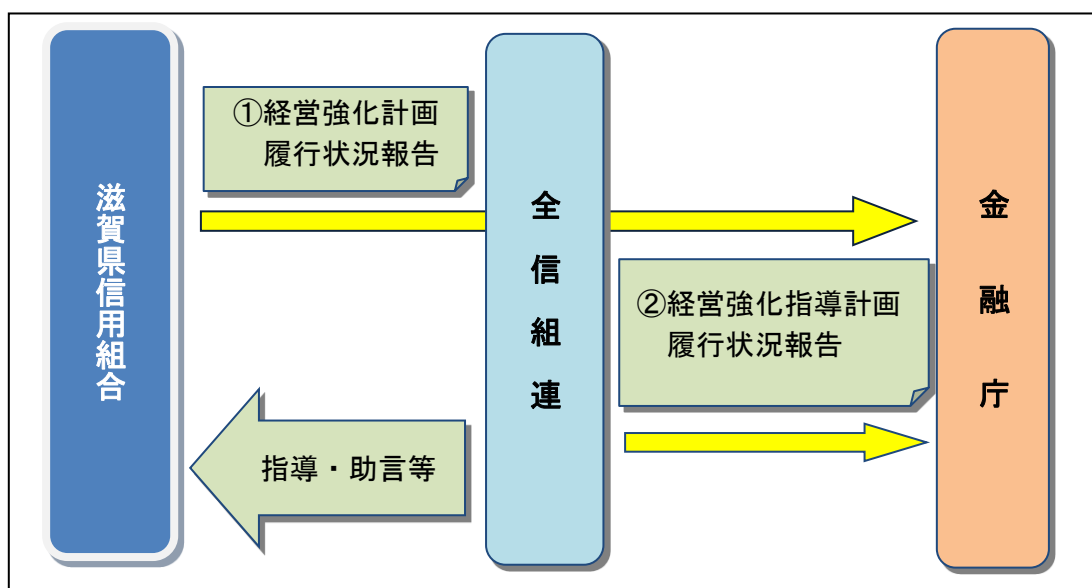 滋賀県信用組合
①経営強化計画
履行状況報告
全信組連
②経営強化指導計画
履行状況報告
指導・助言等
金融庁